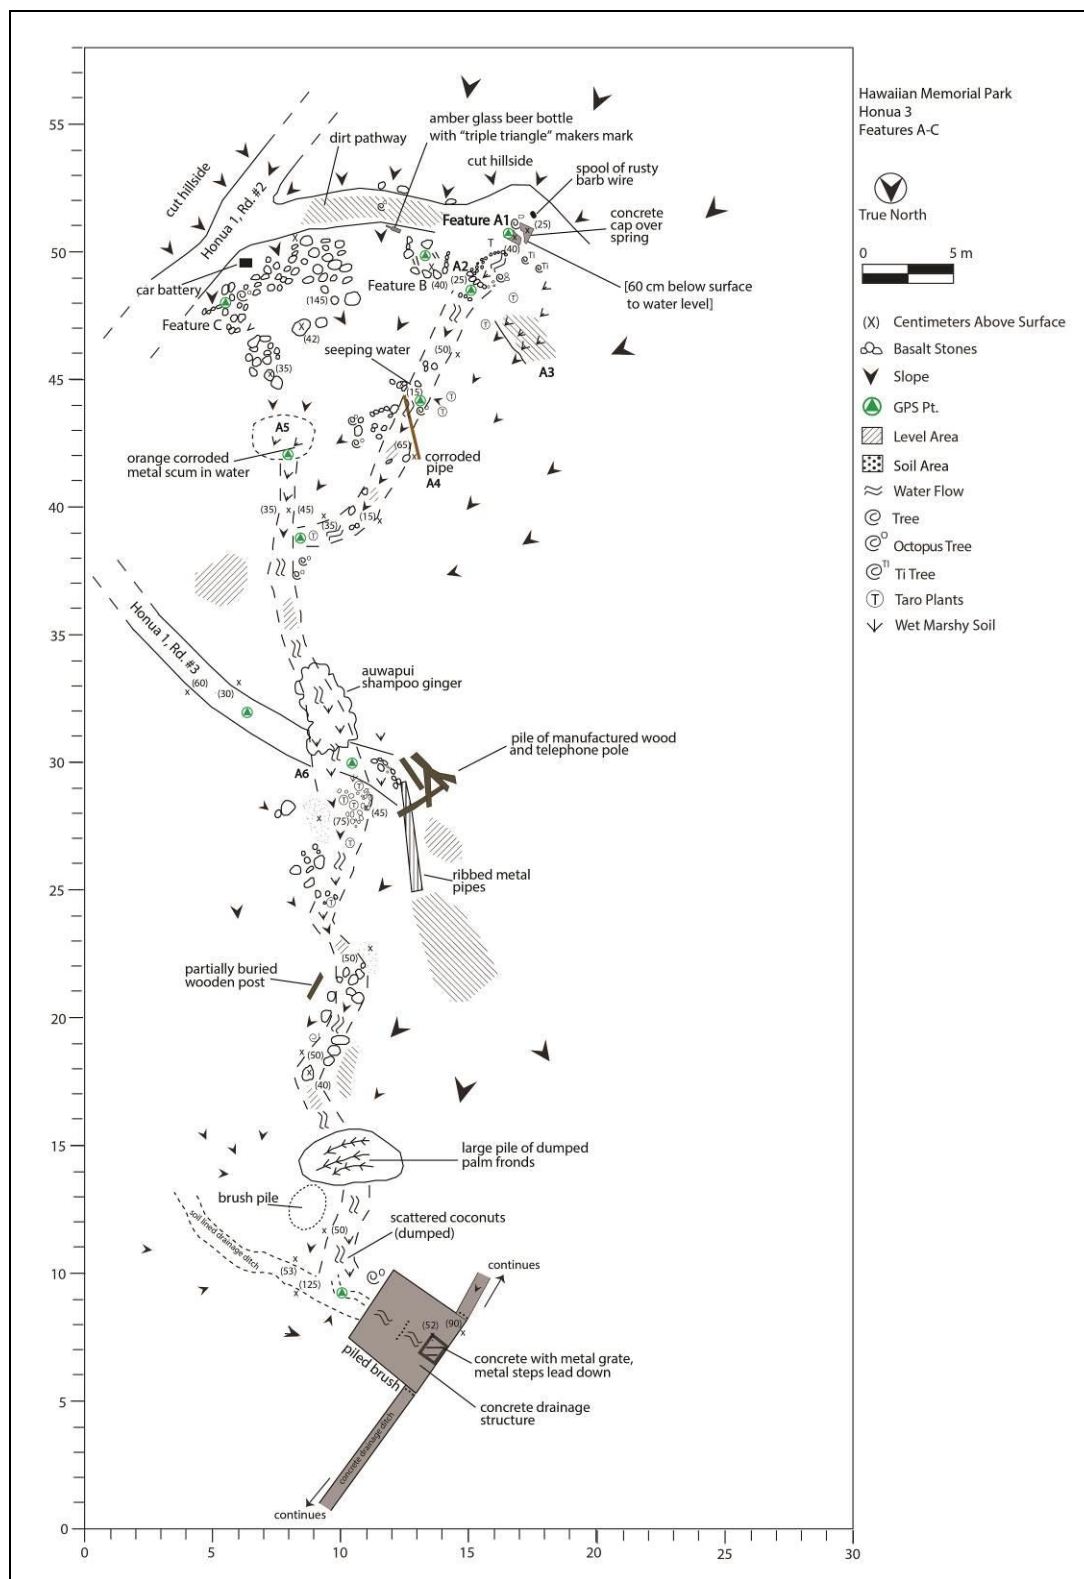 Hawaiian Memorial Park
Honua 3
Features A-C
True North
0 5 m
(X) Centimeters Above Surface
Basalt Stones
Slope
GPS Pt.
Level Area
Soil Area
Water Flow
Tree
O Octopus Tree
TI Ti Tree
T Taro Plants
Wet Marshy Soil
55
50
45
40
35
30
25
20
15
10
5
0
0 5 10 15 20 25 30
amber glass beer bottle
with "triple triangle" makers mark
dirt pathway
cut hillside
cut hillside
Honua 1, Rd. #2
spool of rusty
barb wire
Feature A1
(25)
concrete
cap over
spring
(40)
T
Ti
Ti
A2
(25)
Feature B
(40)
[60 cm below surface
to water level]
car battery
Feature C
(145)
x
(42)
T
T
seeping water
(50)
x
A3
(35)
x
(15)
T
T
A5
orange corroded
metal scum in water
(65)
x
corroded
pipe
A4
(35)
x
(45)
x
(35)
(15)
x
T
O
O
Honua 1, Rd. #3
(60)
x
(30)
x
auwapui
shampoo ginger
pile of manufactured wood
and telephone pole
A6
T
T
T
(45)
(75)
x
T
ribbed metal
pipes
T
x
(50)
partially buried
wooden post
x
(50)
x
(40)
large pile of dumped
palm fronds
brush pile
scattered coconuts
(dumped)
x
(50)
soil lined drainage ditch
x
(53)
(125)
x
O
continues
(52)
(90)
x
piled brush
concrete with metal grate,
metal steps lead down
concrete drainage
structure
concrete drainage ditch
continues